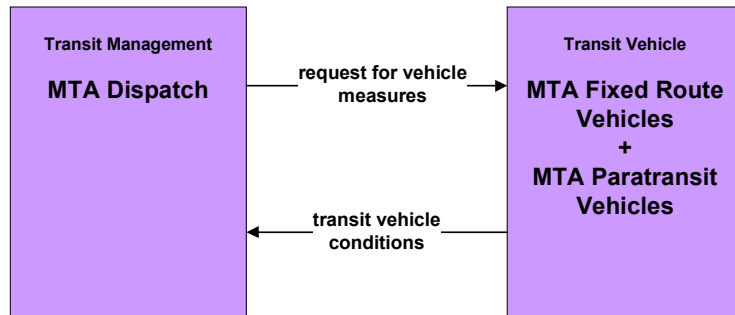 Transit Management
MTA Dispatch
request for vehicle
measures
transit vehicle
conditions
Transit Vehicle
MTA Fixed Route
Vehicles
+
MTA Paratransit
Vehicles